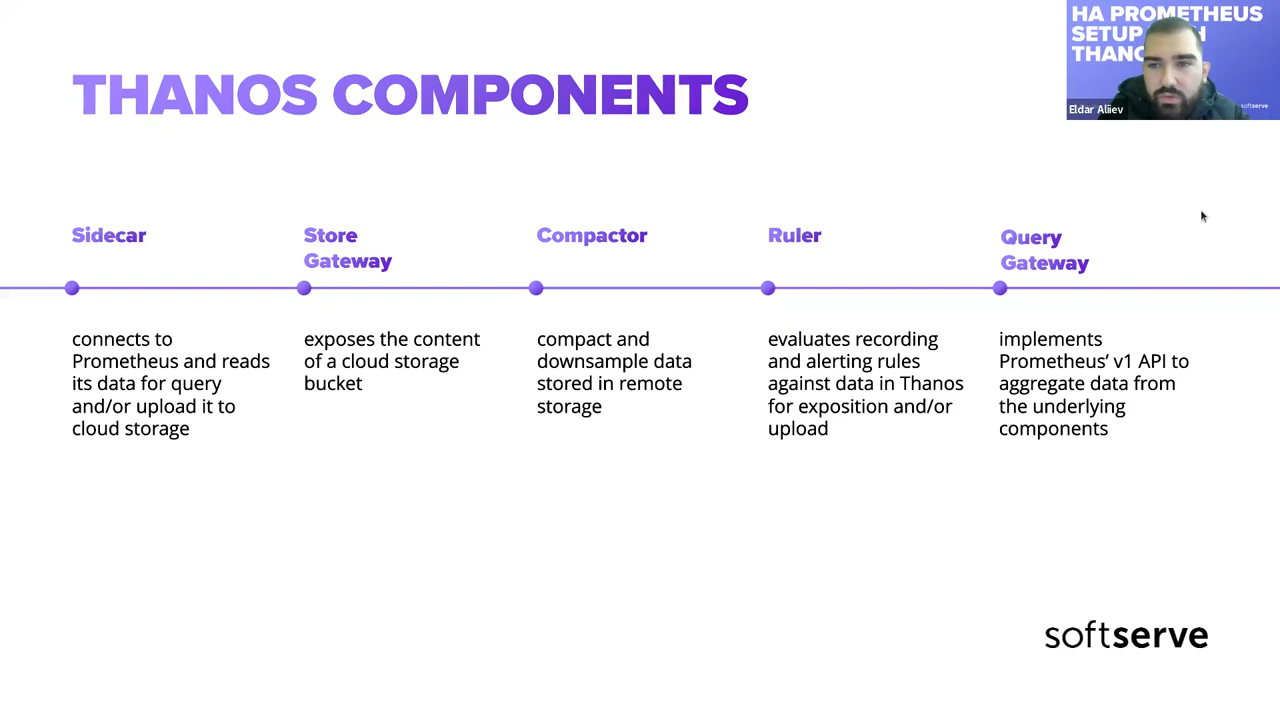 HA PROMETHEUS
SETUP
THANO
Eldar Aliiev
softserve
THANOS COMPONENTS
Sidecar
connects to
Prometheus and reads
its data for query
and/or upload it to
cloud storage
Store
Gateway
exposes the content
of a cloud storage
bucket
Compactor
compact and
downsample data
stored in remote
storage
Ruler
evaluates recording
and alerting rules
against data in Thanos
for exposition and/or
upload
Query
Gateway
implements
Prometheus’ v1 API to
aggregate data from
the underlying
components
softserve